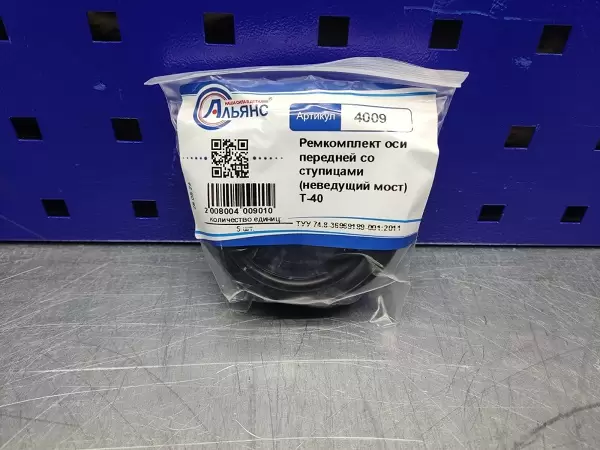 Альянс®
Артикул 4009
Ремкомплект оси
передней со
ступицами
(неведущий мост)
Т-40
2 008004 009010
количество единиц
5 шт.
ТУУ 74.8-36969189-001:2011